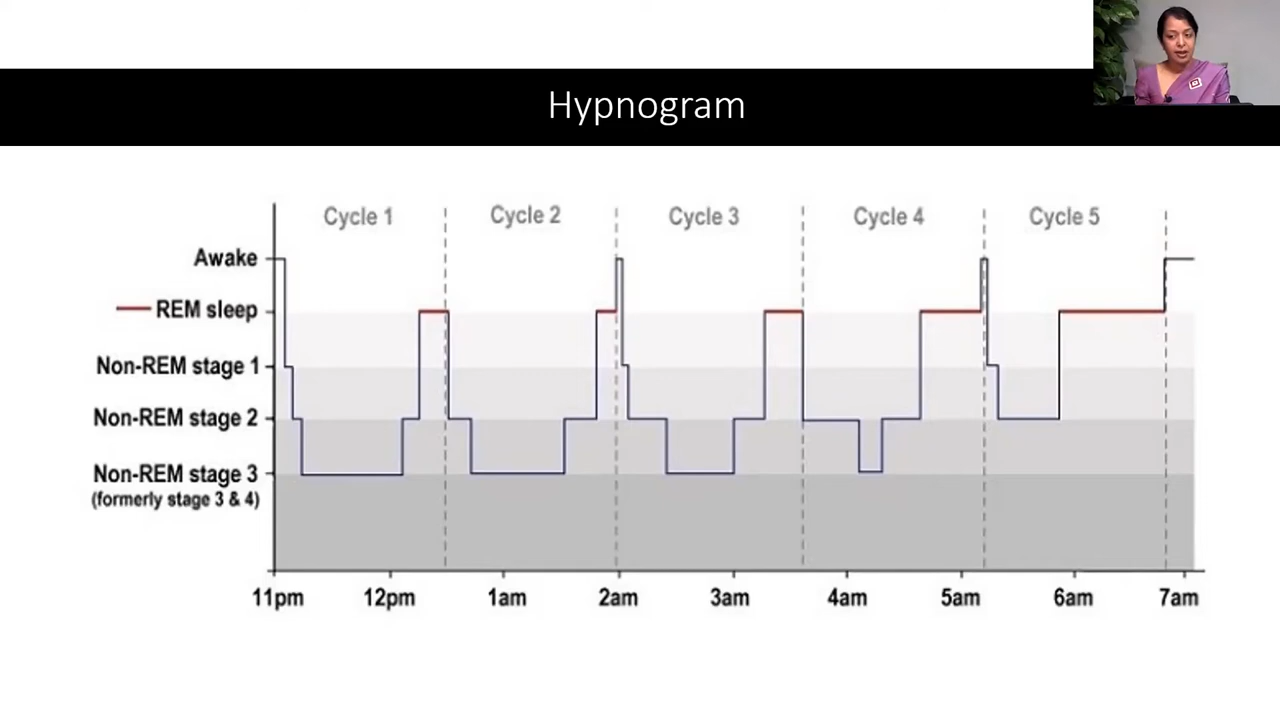 Hypnogram
Cycle 1
Cycle 2
Cycle 3
Cycle 4
Cycle 5
Awake
REM sleep
Non-REM stage 1
Non-REM stage 2
Non-REM stage 3
(formerly stage 3 & 4)
11pm
12pm
1am
2am
3am
4am
5am
6am
7am